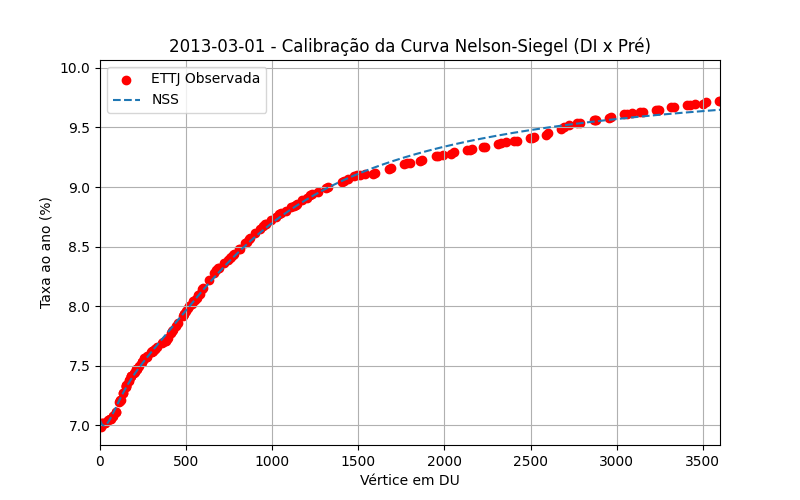 2013-03-01 - Calibração da Curva Nelson-Siegel (DI x Pré)
ETTJ Observada
NSS
10.0
9.5
9.0
8.5
8.0
7.5
7.0
Taxa ao ano (%)
0 500 1000 1500 2000 2500 3000 3500
Vértice em DU